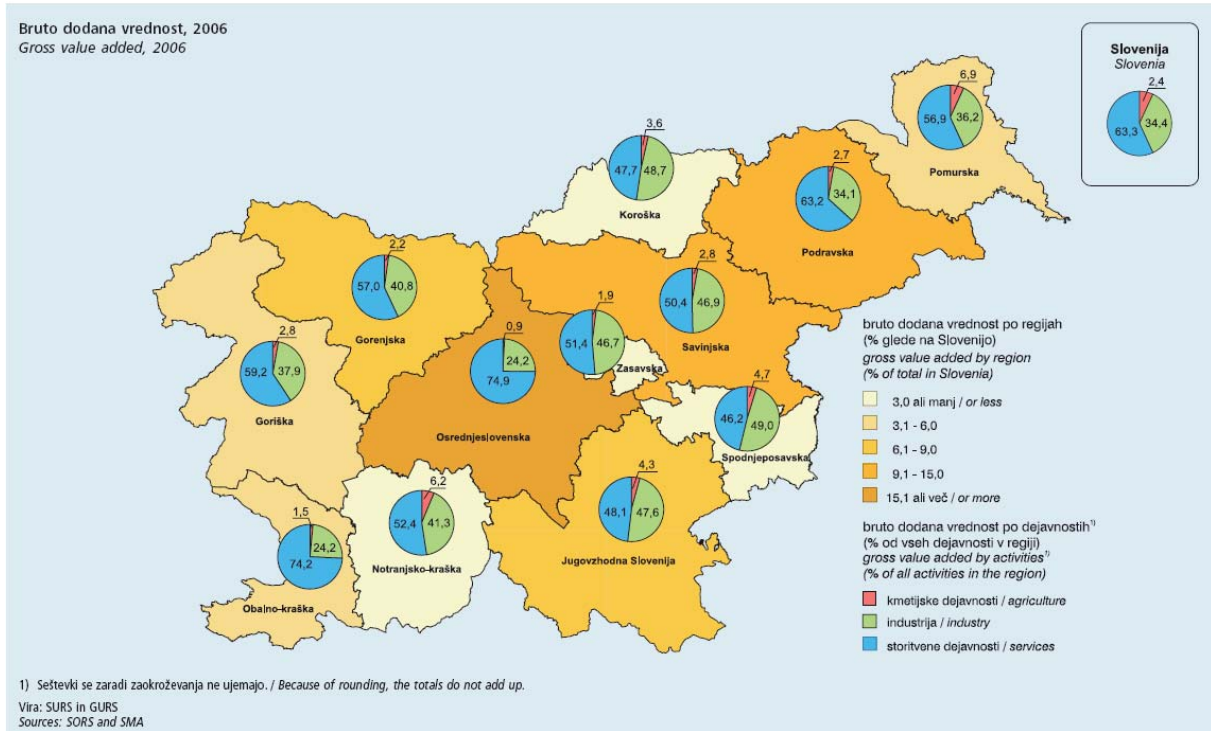 Bruto dodana vrednost, 2006
Gross value added, 2006
Slovenija
Slovenia
2,4
34,4
63,3
6,9
36,2
56,9
Pomurska
3,6
48,7
47,7
Koroška
2,7
34,1
63,2
Podravska
2,2
40,8
57,0
Gorenjska
2,8
46,9
50,4
Savinjska
1,9
46,7
51,4
Zasavska
0,9
24,2
74,9
Osrednjeslovenska
2,8
37,9
59,2
Goriška
4,7
49,0
46,2
Spodnjeposavska
4,3
47,6
48,1
Jugovzhodna Slovenija
6,2
41,3
52,4
Notranjsko-kraška
1,5
24,2
74,2
Obalno-kraška
bruto dodana vrednost po regijah
(% glede na Slovenijo)
gross value added by region
(% of total in Slovenia)
3,0 ali manj / or less
3,1 - 6,0
6,1 - 9,0
9,1 - 15,0
15,1 ali več / or more
bruto dodana vrednost po dejavnostih¹⁾
(% od vseh dejavnosti v regiji)
gross value added by activities¹⁾
(% of all activities in the region)
kmetijske dejavnosti / agriculture
industrija / industry
storitvene dejavnosti / services
1) Seštevki se zaradi zaokroževanja ne ujemajo. / Because of rounding, the totals do not add up.
Vira: SURS in GURS
Sources: SORS and SMA